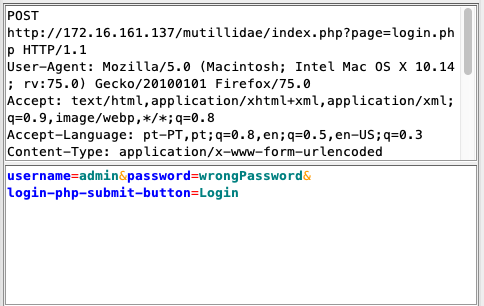 POST
http://172.16.161.137/mutillidae/index.php?page=login.ph
p HTTP/1.1
User-Agent: Mozilla/5.0 (Macintosh; Intel Mac OS X 10.14
; rv:75.0) Gecko/20100101 Firefox/75.0
Accept: text/html,application/xhtml+xml,application/xml;
q=0.9,image/webp,*/*;q=0.8
Accept-Language: pt-PT,pt;q=0.8,en;q=0.5,en-US;q=0.3
Content-Type: application/x-www-form-urlencoded
username=admin&password=wrongPassword&
login-php-submit-button=Login